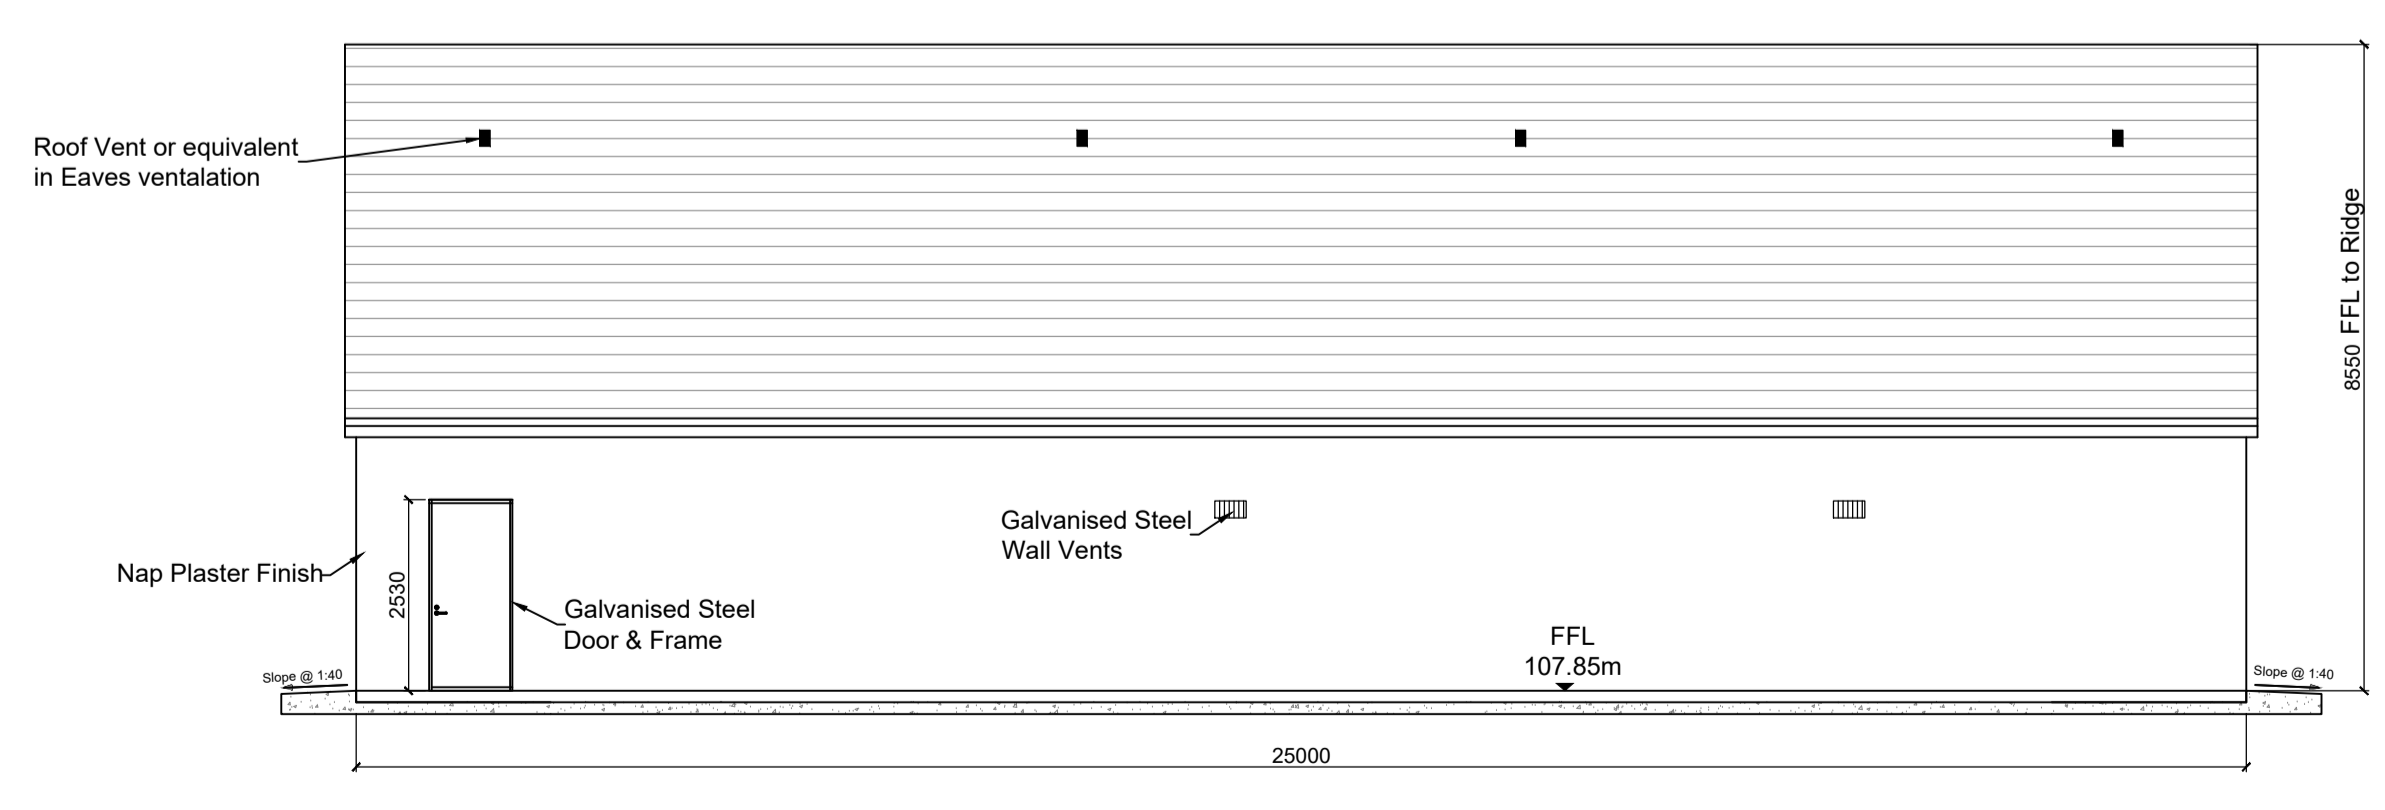 Roof Vent or equivalent
in Eaves ventalation
8550 FFL to Ridge
Galvanised Steel
Wall Vents
Nap Plaster Finish
2530
Galvanised Steel
Door & Frame
FFL
107.85m
Slope @ 1:40
Slope @ 1:40
25000